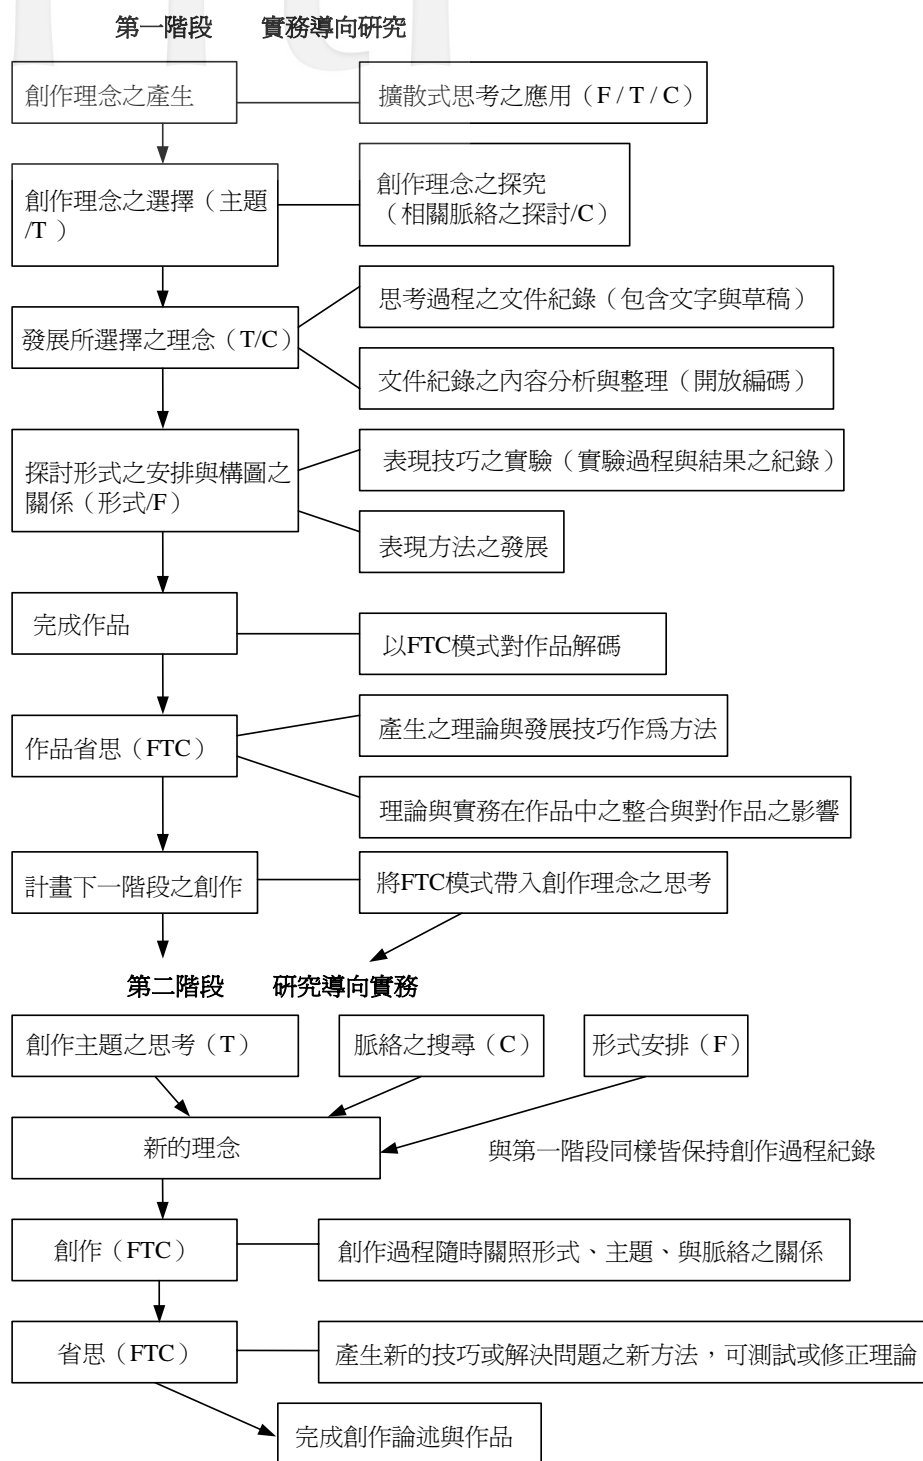 第一階段 實務導向研究
創作理念之產生
擴散式思考之應用（F / T / C）
創作理念之選擇（主題
/T ）
創作理念之探究
（相關脈絡之探討/C）
發展所選擇之理念（T/C）
思考過程之文件紀錄（包含文字與草稿）
文件紀錄之內容分析與整理（開放編碼）
探討形式之安排與構圖之
關係（形式/F）
表現技巧之實驗（實驗過程與結果之紀錄）
表現方法之發展
完成作品
以FTC模式對作品解碼
作品省思（FTC）
產生之理論與發展技巧作爲方法
理論與實務在作品中之整合與對作品之影響
計畫下一階段之創作
將FTC模式帶入創作理念之思考
第二階段 研究導向實務
創作主題之思考（T）
脈絡之搜尋（C）
形式安排（F）
新的理念
與第一階段同樣皆保持創作過程紀錄
創作（FTC）
創作過程隨時關照形式、主題、與脈絡之關係
省思（FTC）
產生新的技巧或解決問題之新方法，可測試或修正理論
完成創作論述與作品